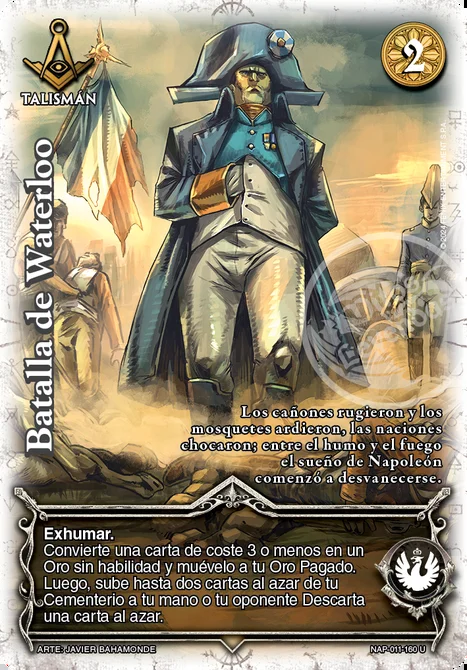 TALISMÁN
2
Batalla de Waterloo
Los cañones rugieron y los
mosquetes ardieron, las naciones
chocaron; entre el humo y el fuego
el sueño de Napoleón
comenzó a desvanecerse.
Exhumar.
Convierte una carta de coste 3 o menos en un
Oro sin habilidad y muévelo a tu Oro Pagado.
Luego, sube hasta dos cartas al azar de tu
Cementerio a tu mano o tu oponente Descarta
una carta al azar.
ARTE: JAVIER BAHAMONDE
NAP-011-160 U